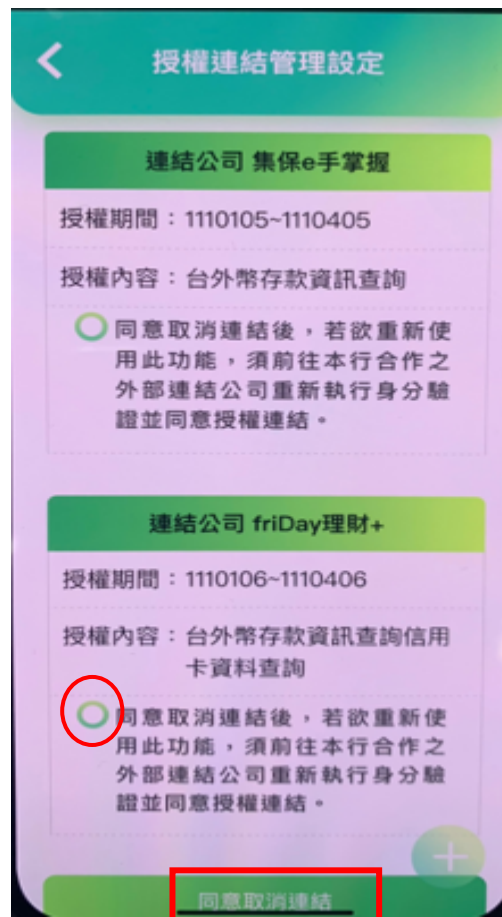 授權連結管理設定
連結公司 集保e手掌握
授權期間：1110105~1110405
授權內容：台外幣存款資訊查詢
同意取消連結後，若欲重新使
用此功能，須前往本行合作之
外部連結公司重新執行身分驗
證並同意授權連結。
連結公司 friDay理財+
授權期間：1110106~1110406
授權內容：台外幣存款資訊查詢信用
卡資料查詢
同意取消連結後，若欲重新使
用此功能，須前往本行合作之
外部連結公司重新執行身分驗
證並同意授權連結。
同意取消連結